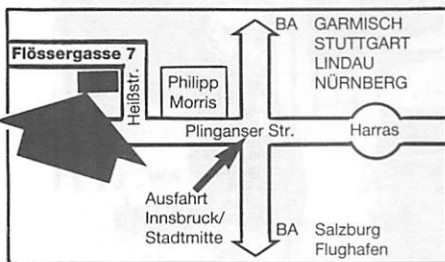 BA GARMISCH
STUTTGART
LINDAU
NÜRNBERG
Flössergasse 7
Heißstr.
Philipp
Morris
Plinganser Str.
Harras
Ausfahrt
Innsbruck/
Stadtmitte
BA Salzburg
Flughafen